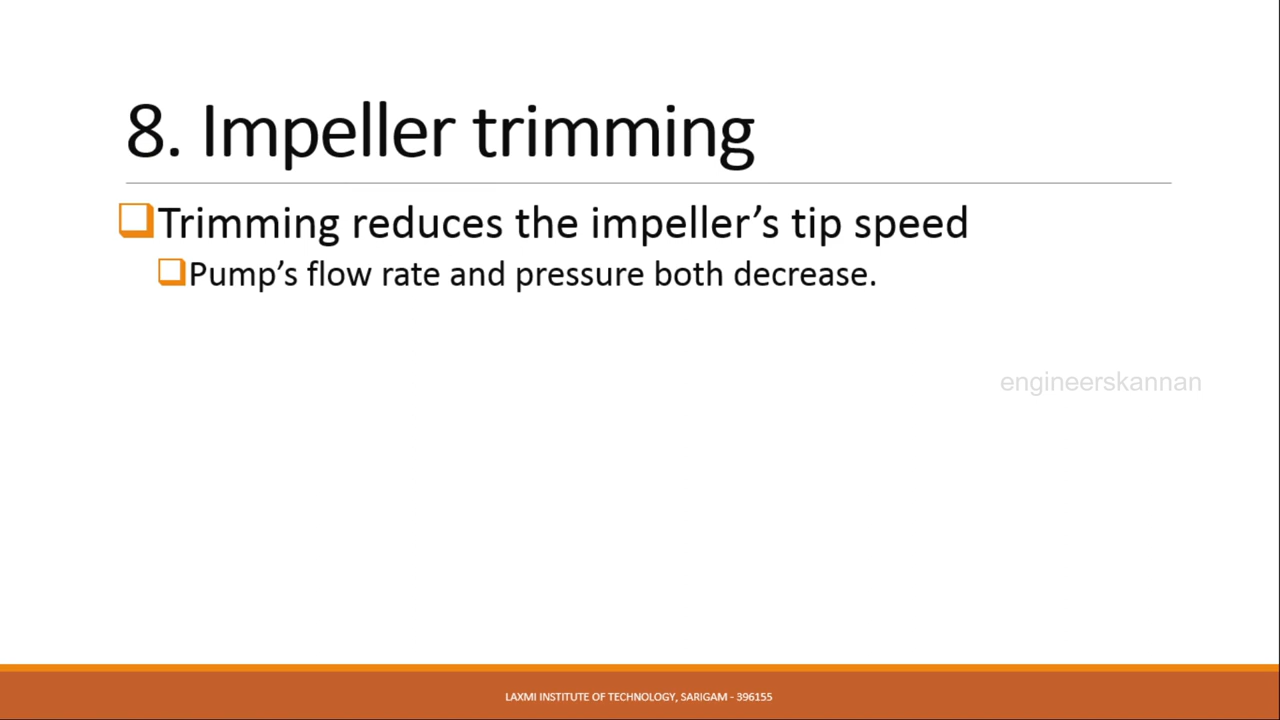 8. Impeller trimming
Trimming reduces the impeller’s tip speed
Pump’s flow rate and pressure both decrease.
engineerskannan
LAXMI INSTITUTE OF TECHNOLOGY, SARIGAM - 396155